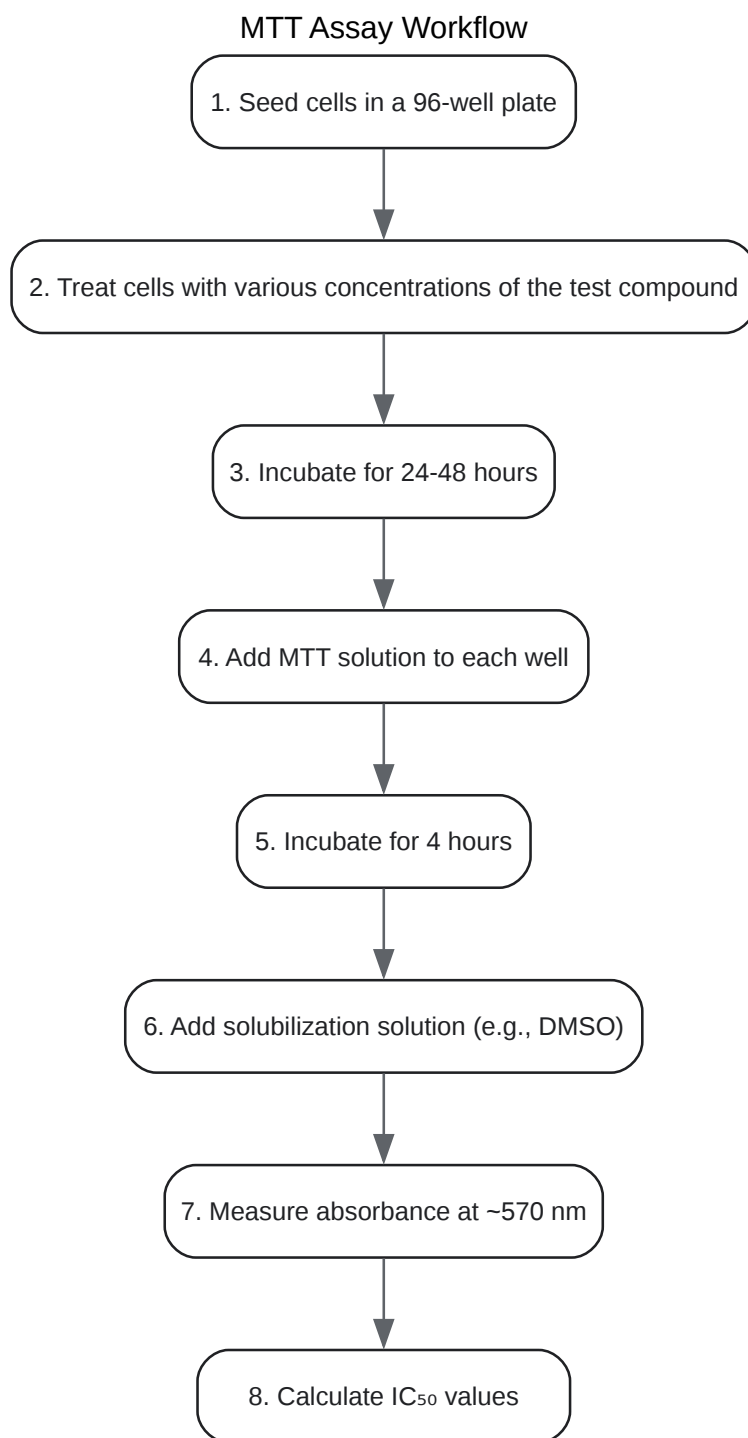 MTT Assay Workflow
1. Seed cells in a 96-well plate
2. Treat cells with various concentrations of the test compound
3. Incubate for 24-48 hours
4. Add MTT solution to each well
5. Incubate for 4 hours
6. Add solubilization solution (e.g., DMSO)
7. Measure absorbance at ~570 nm
8. Calculate IC₅₀ values